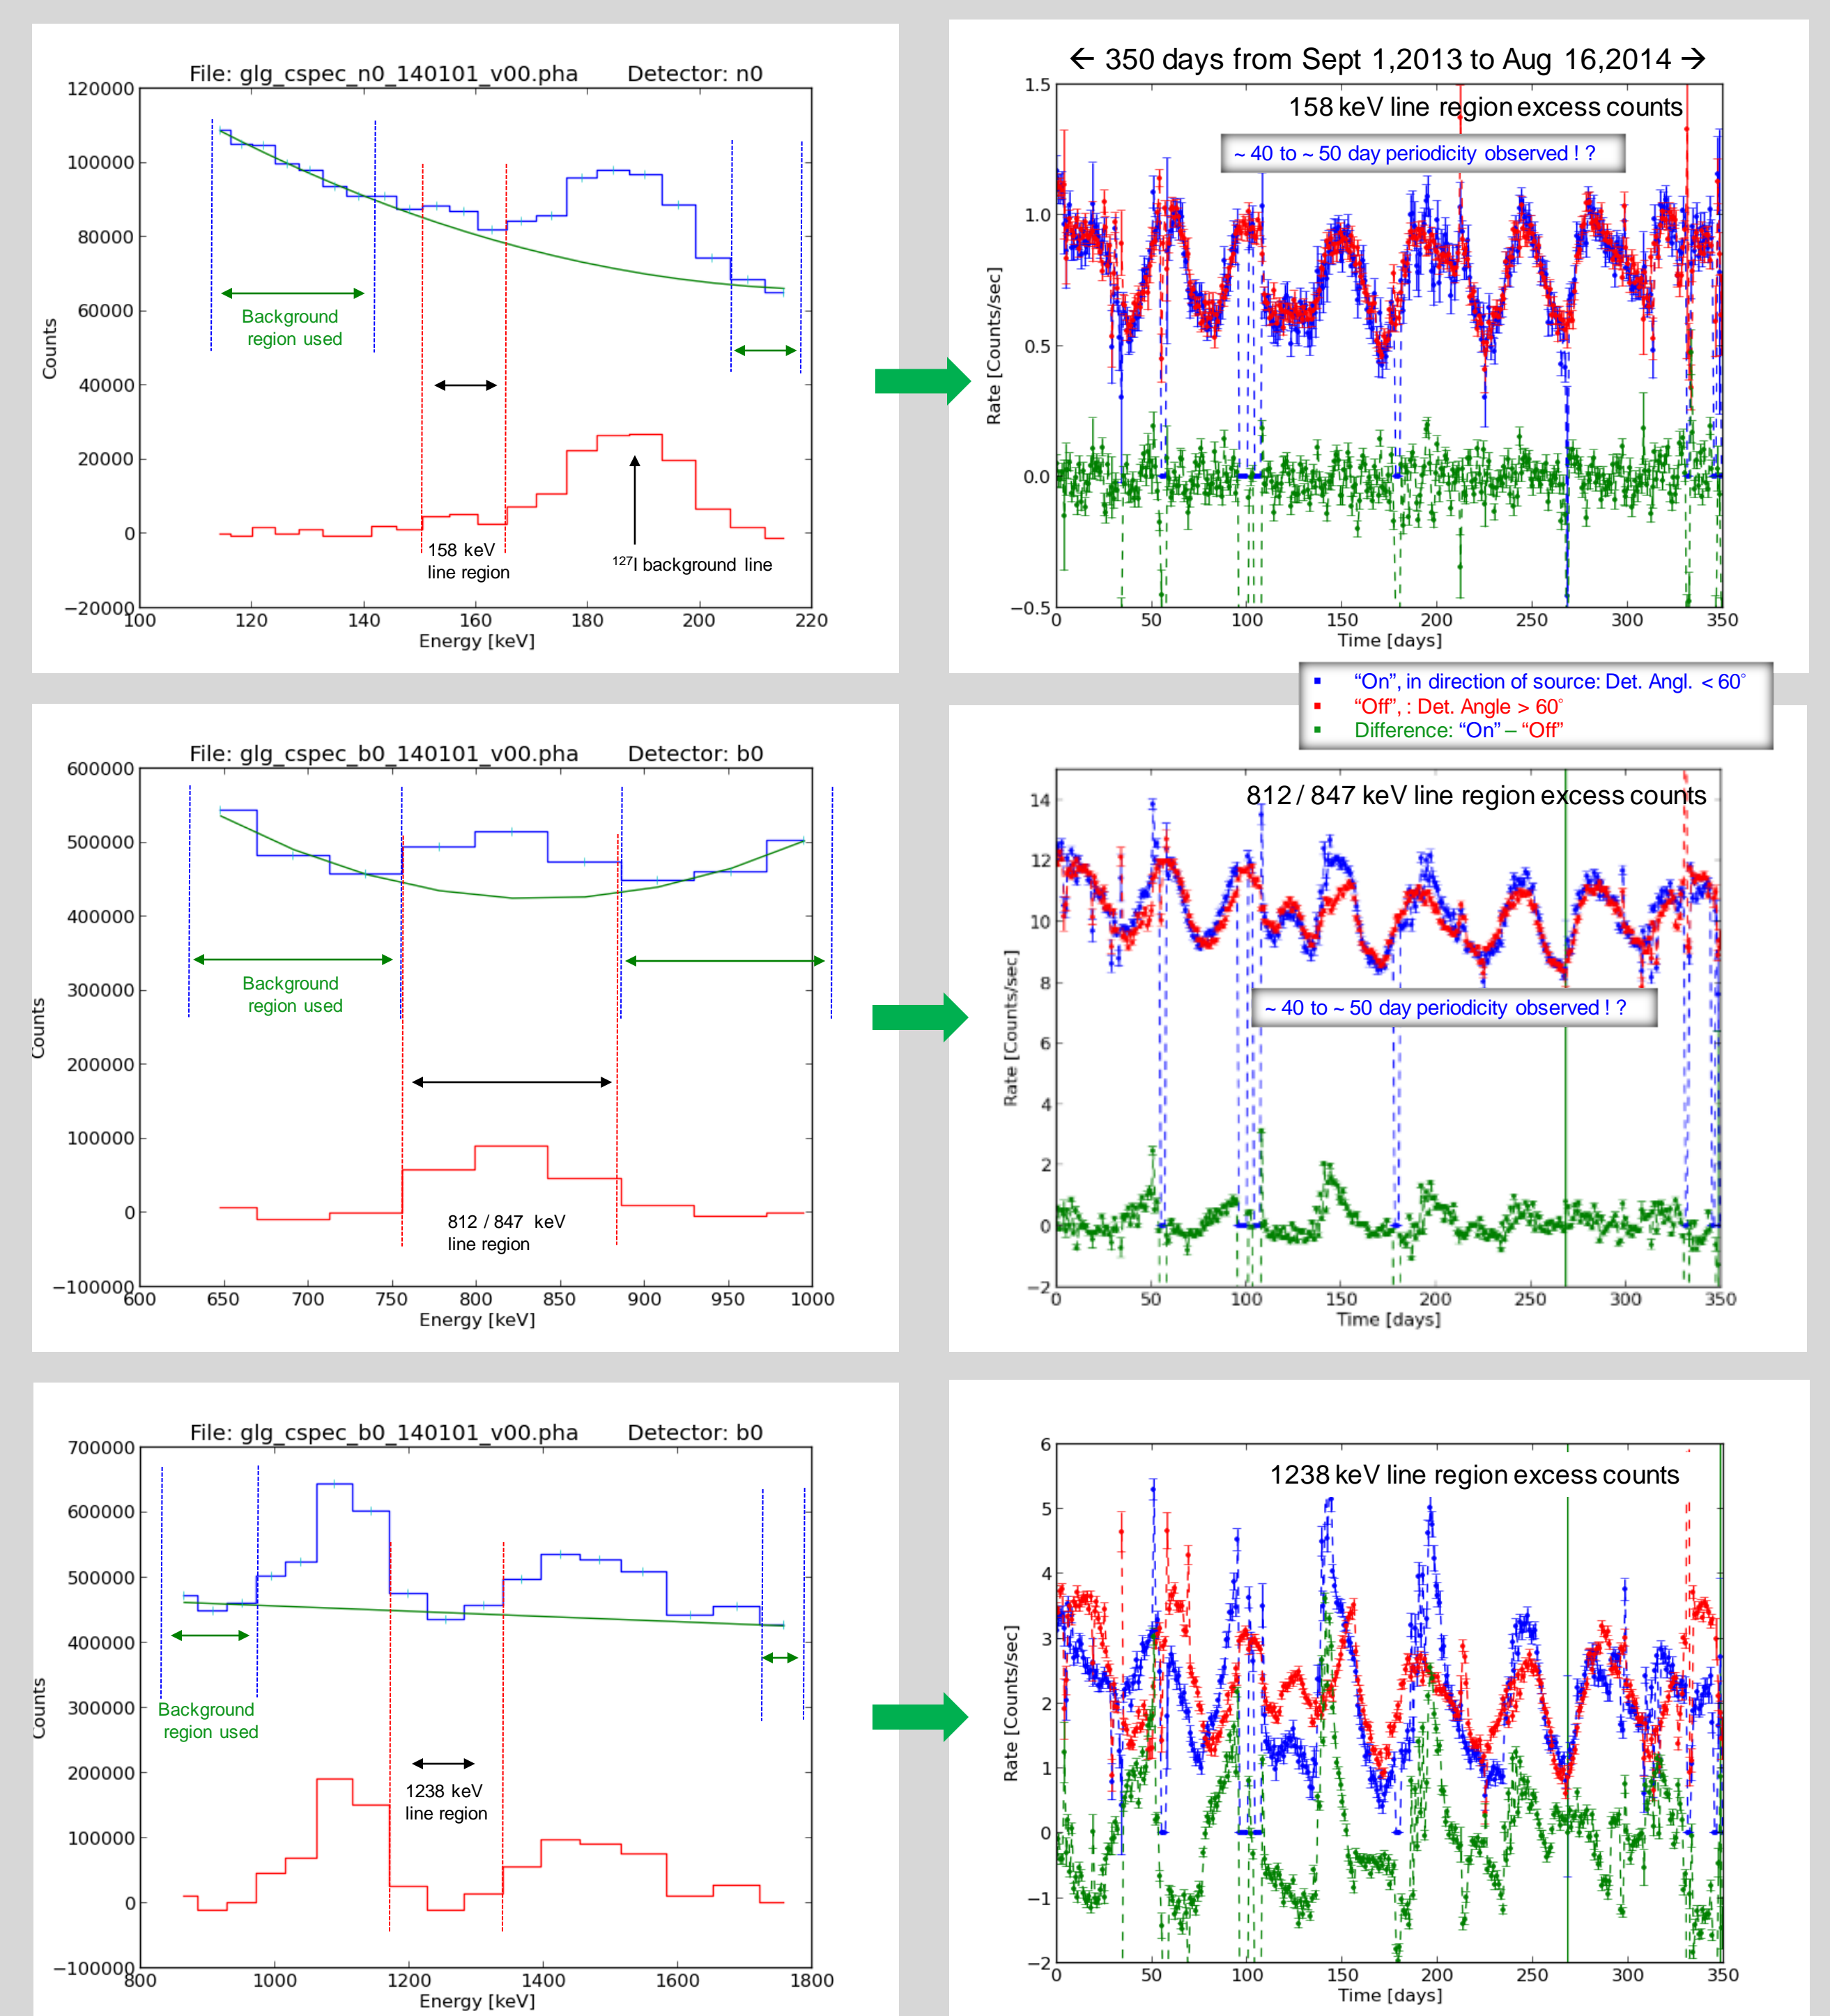 File: glg_cspec_n0_140101_v00.pha Detector: n0
120000
100000
80000
60000
40000
20000
0
−20000
Counts
Background
region used
158 keV
line region
127I background line
100 120 140 160 180 200 220
Energy [keV]
← 350 days from Sept 1,2013 to Aug 16,2014 →
158 keV line region excess counts
~ 40 to ~ 50 day periodicity observed ! ?
1.5
1.0
0.5
0.0
−0.5
Rate [Counts/sec]
0 50 100 150 200 250 300 350
Time [days]
“On”, in direction of source: Det. Angl. < 60°
“Off”, : Det. Angle > 60°
Difference: “On” – “Off”
File: glg_cspec_b0_140101_v00.pha Detector: b0
600000
500000
400000
300000
200000
100000
0
−100000
Counts
Background
region used
812 / 847 keV
line region
600 650 700 750 800 850 900 950 1000
Energy [keV]
812 / 847 keV line region excess counts
~ 40 to ~ 50 day periodicity observed ! ?
14
12
10
8
6
4
2
0
−2
Rate [Counts/sec]
0 50 100 150 200 250 300 350
Time [days]
File: glg_cspec_b0_140101_v00.pha Detector: b0
700000
600000
500000
400000
300000
200000
100000
0
−100000
Counts
Background
region used
1238 keV
line region
800 1000 1200 1400 1600 1800
Energy [keV]
1238 keV line region excess counts
6
5
4
3
2
1
0
−1
−2
Rate [Counts/sec]
0 50 100 150 200 250 300 350
Time [days]